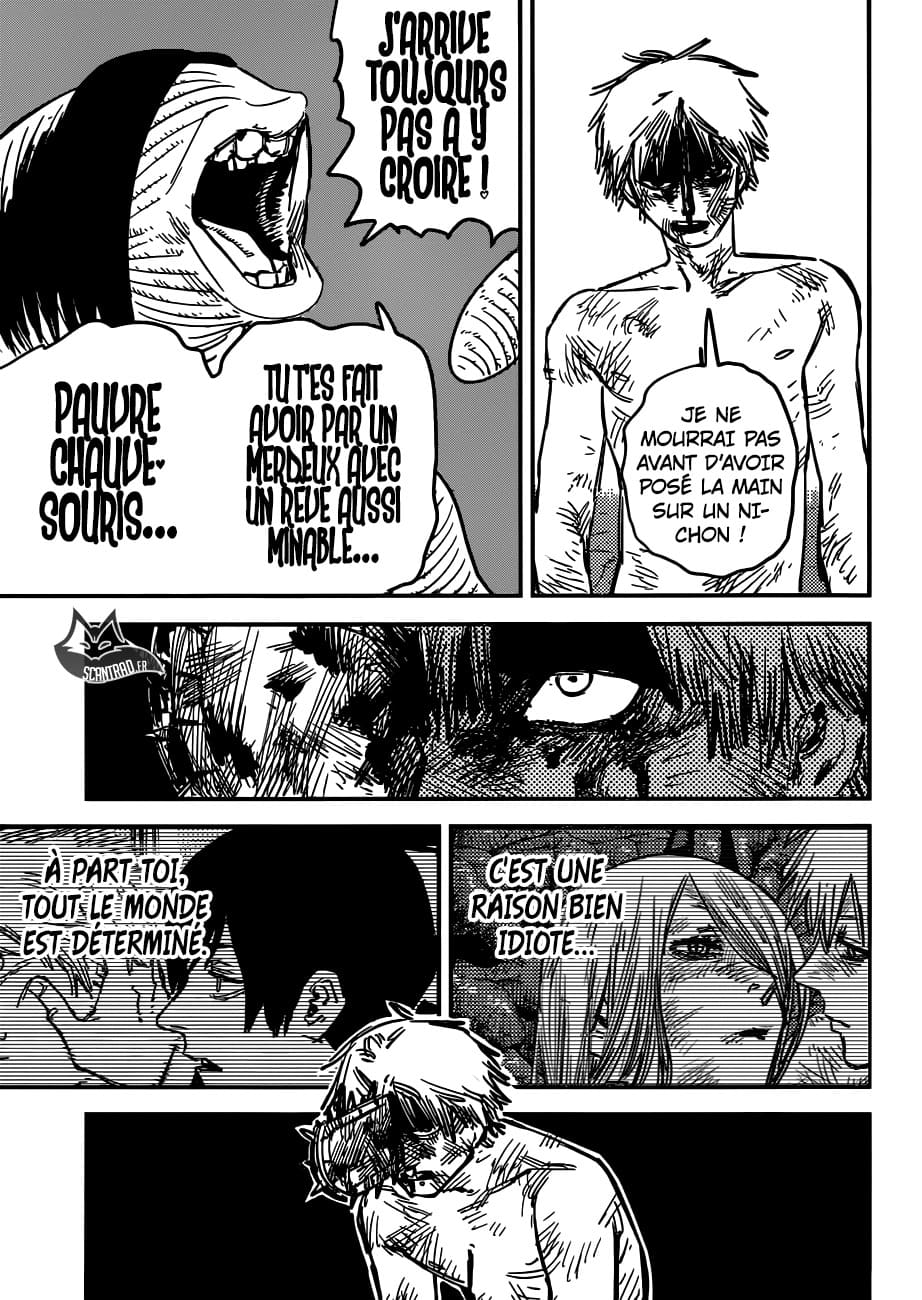 JE NE
MOURRAI PAS
AVANT D'AVOIR
POSÉ LA MAIN
SUR UN NI-
CHON !
J'ARRIVE
TOUJOURS
PAS A Y
CROIRE !
TU T'ES FAIT
AVOIR PAR UN
MERDEUX AVEC
UN REVE AUSSI
MINABLE...
PAUVRE
CHAUVE-
SOURIS...
SCANTRAD.FR
C'EST UNE
RAISON BIEN
IDIOTE...
À PART TOI,
TOUT LE MONDE
EST DÉTERMINÉ.